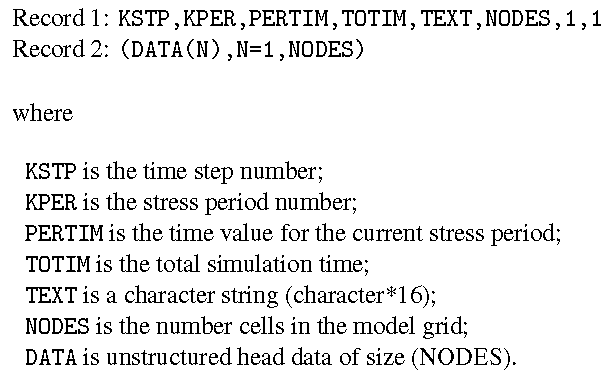 Record 1: KSTP,KPER,PERTIM,TOTIM,TEXT,NODES,1,1
Record 2: (DATA(N),N=1,NODES)
where
KSTP is the time step number;
KPER is the stress period number;
PERTIM is the time value for the current stress period;
TOTIM is the total simulation time;
TEXT is a character string (character*16);
NODES is the number cells in the model grid;
DATA is unstructured head data of size (NODES).